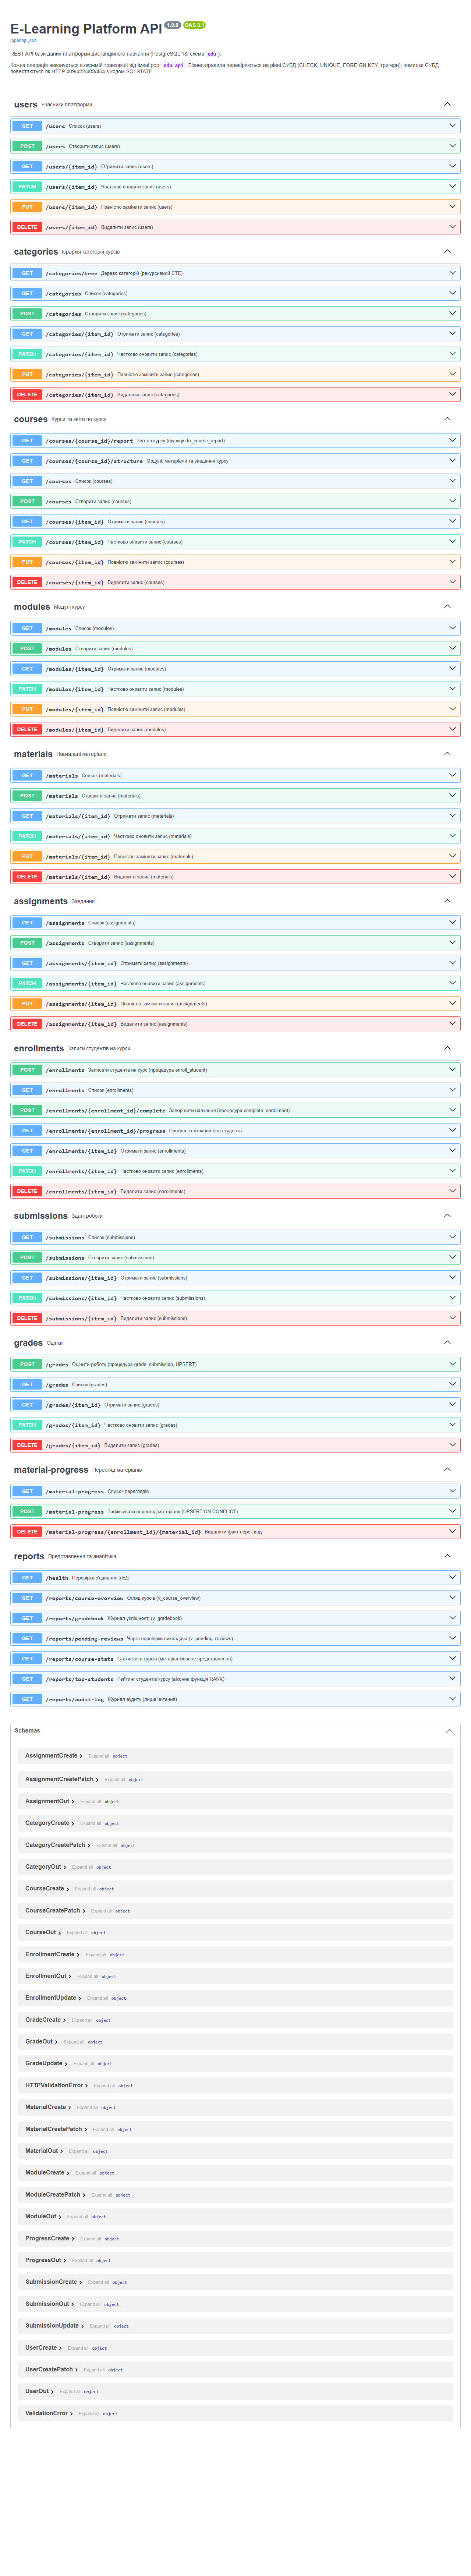 E-Learning Platform API 1.0.0 OAS 3.1
/openapi.json
REST API бази даних платформи дистанційного навчання (PostgreSQL 18, схема edu ).
Кожна операція виконується в окремій транзакції від імені ролі edu_api . Бізнес-правила перевіряються на рівні СУБД (CHECK, UNIQUE, FOREIGN KEY, тригери); помилки СУБД
повертаються як HTTP 409/422/403/404 з кодом SQLSTATE.
users Учасники платформи
GET /users Список (users)
POST /users Створити запис (users)
GET /users/{item_id} Отримати запис (users)
PATCH /users/{item_id} Частково оновити запис (users)
PUT /users/{item_id} Повністю замінити запис (users)
DELETE /users/{item_id} Видалити запис (users)
categories Ієрархія категорій курсів
GET /categories/tree Дерево категорій (рекурсивний CTE)
GET /categories Список (categories)
POST /categories Створити запис (categories)
GET /categories/{item_id} Отримати запис (categories)
PATCH /categories/{item_id} Частково оновити запис (categories)
PUT /categories/{item_id} Повністю замінити запис (categories)
DELETE /categories/{item_id} Видалити запис (categories)
courses Курси та звіти по курсу
GET /courses/{course_id}/report Звіт по курсу (функція fn_course_report)
GET /courses/{course_id}/structure Модулі, матеріали та завдання курсу
GET /courses Список (courses)
POST /courses Створити запис (courses)
GET /courses/{item_id} Отримати запис (courses)
PATCH /courses/{item_id} Частково оновити запис (courses)
PUT /courses/{item_id} Повністю замінити запис (courses)
DELETE /courses/{item_id} Видалити запис (courses)
modules Модулі курсу
GET /modules Список (modules)
POST /modules Створити запис (modules)
GET /modules/{item_id} Отримати запис (modules)
PATCH /modules/{item_id} Частково оновити запис (modules)
PUT /modules/{item_id} Повністю замінити запис (modules)
DELETE /modules/{item_id} Видалити запис (modules)
materials Навчальні матеріали
GET /materials Список (materials)
POST /materials Створити запис (materials)
GET /materials/{item_id} Отримати запис (materials)
PATCH /materials/{item_id} Частково оновити запис (materials)
PUT /materials/{item_id} Повністю замінити запис (materials)
DELETE /materials/{item_id} Видалити запис (materials)
assignments Завдання
GET /assignments Список (assignments)
POST /assignments Створити запис (assignments)
GET /assignments/{item_id} Отримати запис (assignments)
PATCH /assignments/{item_id} Частково оновити запис (assignments)
PUT /assignments/{item_id} Повністю замінити запис (assignments)
DELETE /assignments/{item_id} Видалити запис (assignments)
enrollments Записи студентів на курси
POST /enrollments Записати студента на курс (процедура enroll_student)
GET /enrollments Список (enrollments)
POST /enrollments/{enrollment_id}/complete Завершити навчання (процедура complete_enrollment)
GET /enrollments/{enrollment_id}/progress Прогрес і поточний бал студента
GET /enrollments/{item_id} Отримати запис (enrollments)
PATCH /enrollments/{item_id} Частково оновити запис (enrollments)
DELETE /enrollments/{item_id} Видалити запис (enrollments)
submissions Здані роботи
GET /submissions Список (submissions)
POST /submissions Створити запис (submissions)
GET /submissions/{item_id} Отримати запис (submissions)
PATCH /submissions/{item_id} Частково оновити запис (submissions)
DELETE /submissions/{item_id} Видалити запис (submissions)
grades Оцінки
POST /grades Оцінити роботу (процедура grade_submission, UPSERT)
GET /grades Список (grades)
GET /grades/{item_id} Отримати запис (grades)
PATCH /grades/{item_id} Частково оновити запис (grades)
DELETE /grades/{item_id} Видалити запис (grades)
material-progress Перегляд матеріалів
GET /material-progress Список переглядів
POST /material-progress Зафіксувати перегляд матеріалу (UPSERT ON CONFLICT)
DELETE /material-progress/{enrollment_id}/{material_id} Видалити факт перегляду
reports Представлення та аналітика
GET /health Перевірка з'єднання з БД
GET /reports/course-overview Огляд курсів (v_course_overview)
GET /reports/gradebook Журнал успішності (v_gradebook)
GET /reports/pending-reviews Черга перевірки викладача (v_pending_reviews)
GET /reports/course-stats Статистика курсів (матеріалізоване представлення)
GET /reports/top-students Рейтинг студентів курсу (віконна функція RANK)
GET /reports/audit-log Журнал аудиту (лише читання)
Schemas
AssignmentCreate Expand all object
AssignmentCreatePatch Expand all object
AssignmentOut Expand all object
CategoryCreate Expand all object
CategoryCreatePatch Expand all object
CategoryOut Expand all object
CourseCreate Expand all object
CourseCreatePatch Expand all object
CourseOut Expand all object
EnrollmentCreate Expand all object
EnrollmentOut Expand all object
EnrollmentUpdate Expand all object
GradeCreate Expand all object
GradeOut Expand all object
GradeUpdate Expand all object
HTTPValidationError Expand all object
MaterialCreate Expand all object
MaterialCreatePatch Expand all object
MaterialOut Expand all object
ModuleCreate Expand all object
ModuleCreatePatch Expand all object
ModuleOut Expand all object
ProgressCreate Expand all object
ProgressOut Expand all object
SubmissionCreate Expand all object
SubmissionOut Expand all object
SubmissionUpdate Expand all object
UserCreate Expand all object
UserCreatePatch Expand all object
UserOut Expand all object
ValidationError Expand all object